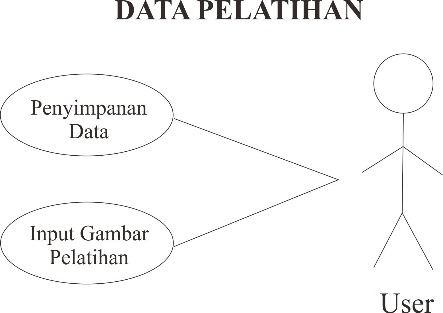 DATA PELATIHAN
Penyimpanan
Data
Input Gambar
Pelatihan
User